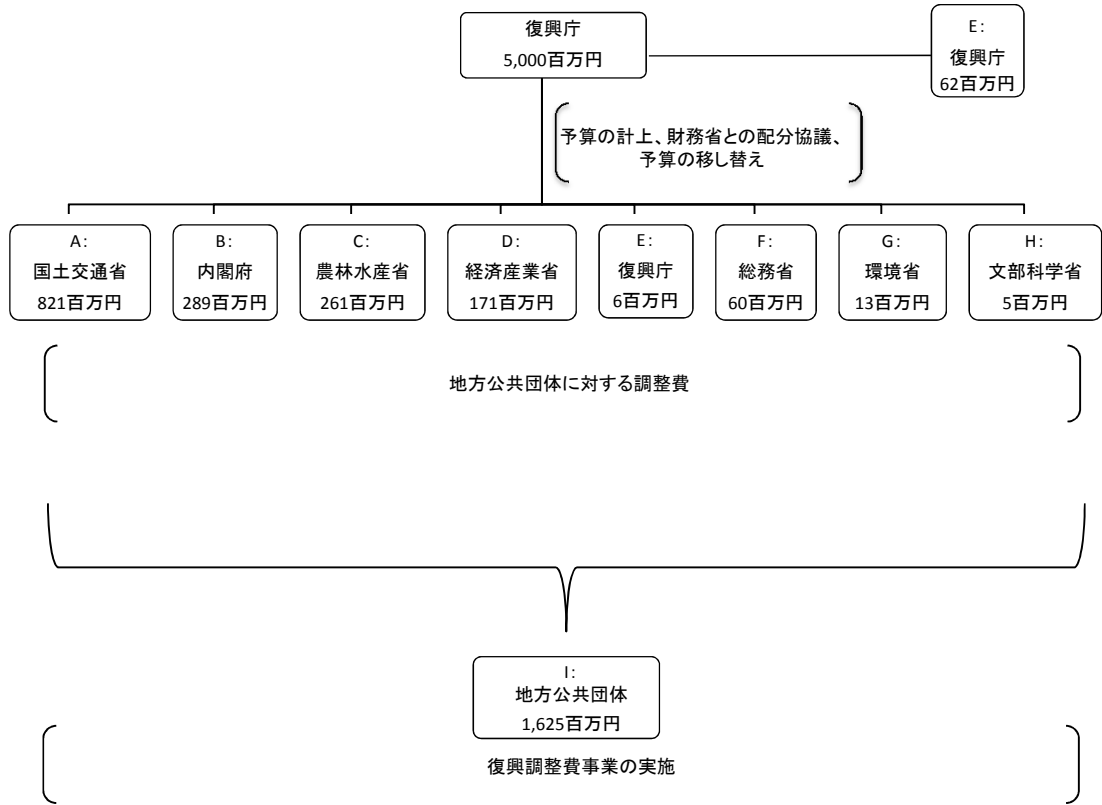 復興庁
5,000百万円
E:
復興庁
62百万円
予算の計上、財務省との配分協議、
予算の移し替え
A:
国土交通省
821百万円
B:
内閣府
289百万円
C:
農林水産省
261百万円
D:
経済産業省
171百万円
E:
復興庁
6百万円
F:
総務省
60百万円
G:
環境省
13百万円
H:
文部科学省
5百万円
地方公共団体に対する調整費
I:
地方公共団体
1,625百万円
復興調整費事業の実施